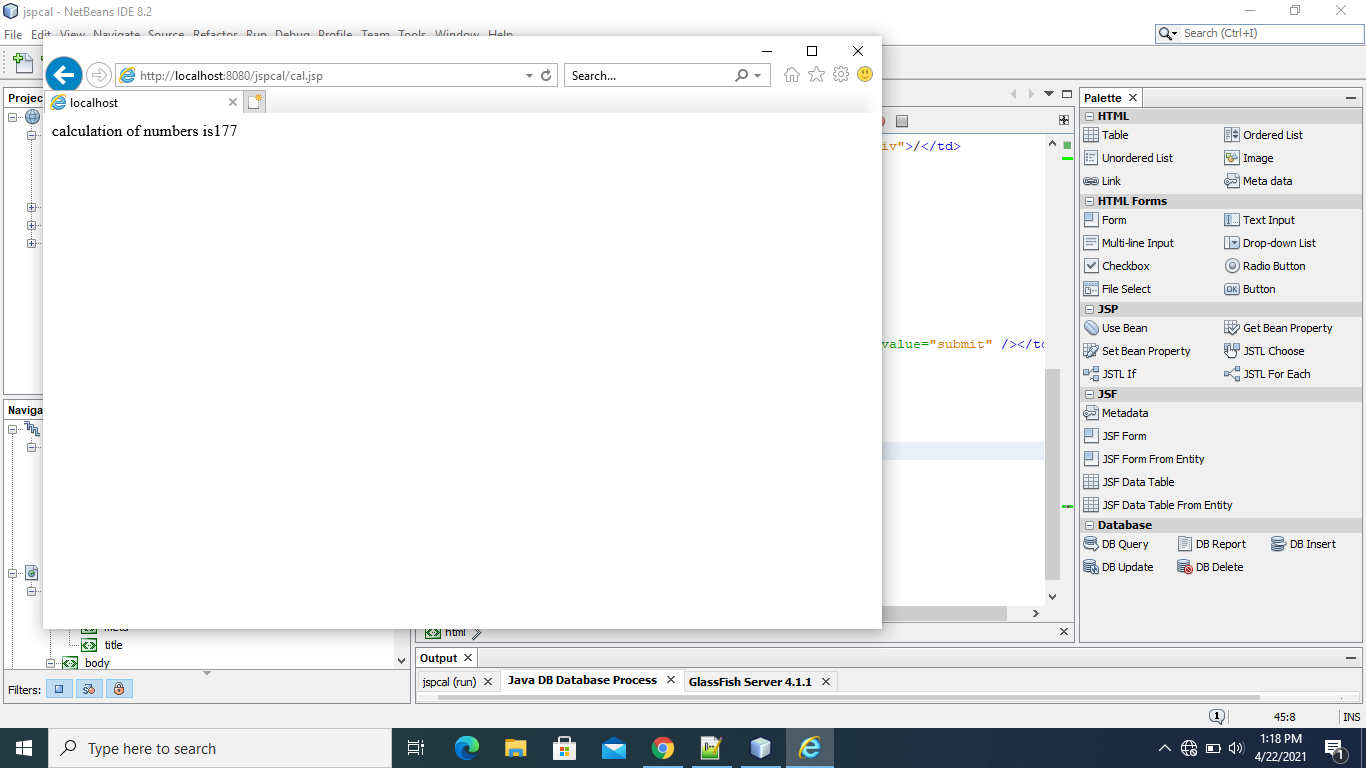 jspcal - NetBeans IDE 8.2
File Edit View Navigate Source Refactor Run Debug Profile Team Tools Window Help
Search (Ctrl+I)
http://localhost:8080/jspcal/cal.jsp
Search...
localhost
calculation of numbers is177
Projec
Naviga
title
body
Filters:
iv">/</td>
value="submit" /></td
html
Output
jspcal (run)
Java DB Database Process
GlassFish Server 4.1.1
Palette
HTML
Table Ordered List
Unordered List Image
Link Meta data
HTML Forms
Form Text Input
Multi-line Input Drop-down List
Checkbox Radio Button
File Select Button
JSP
Use Bean Get Bean Property
Set Bean Property JSTL Choose
JSTL If JSTL For Each
JSF
Metadata
JSF Form
JSF Form From Entity
JSF Data Table
JSF Data Table From Entity
Database
DB Query DB Report DB Insert
DB Update DB Delete
1
45:8 INS
Type here to search
1:18 PM
4/22/2021
1